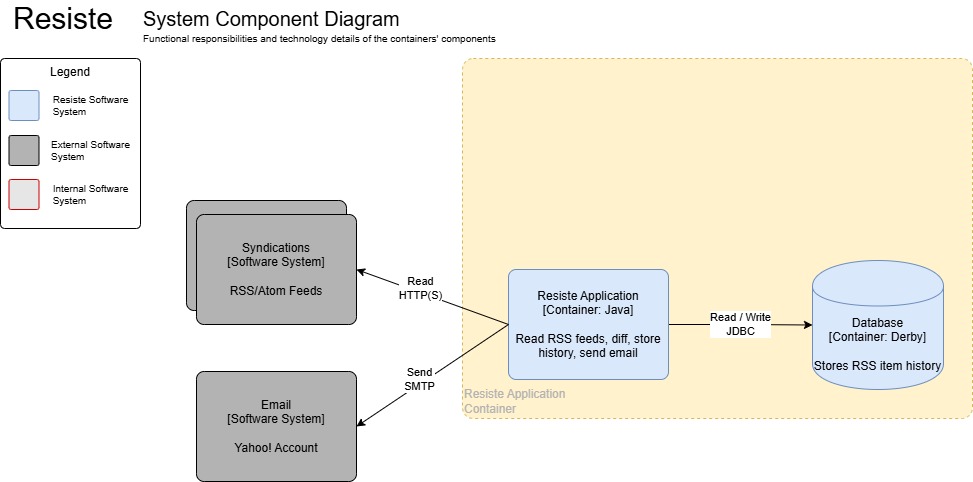 Resiste
System Component Diagram
Functional responsibilities and technology details of the containers' components
Legend
Resiste Software
System
External Software
System
Internal Software
System
Syndications
[Software System]
RSS/Atom Feeds
Read
HTTP(S)
Resiste Application
[Container: Java]
Read RSS feeds, diff, store
history, send email
Read / Write
JDBC
Database
[Container: Derby]
Stores RSS item history
Send
SMTP
Resiste Application
Container
Email
[Software System]
Yahoo! Account